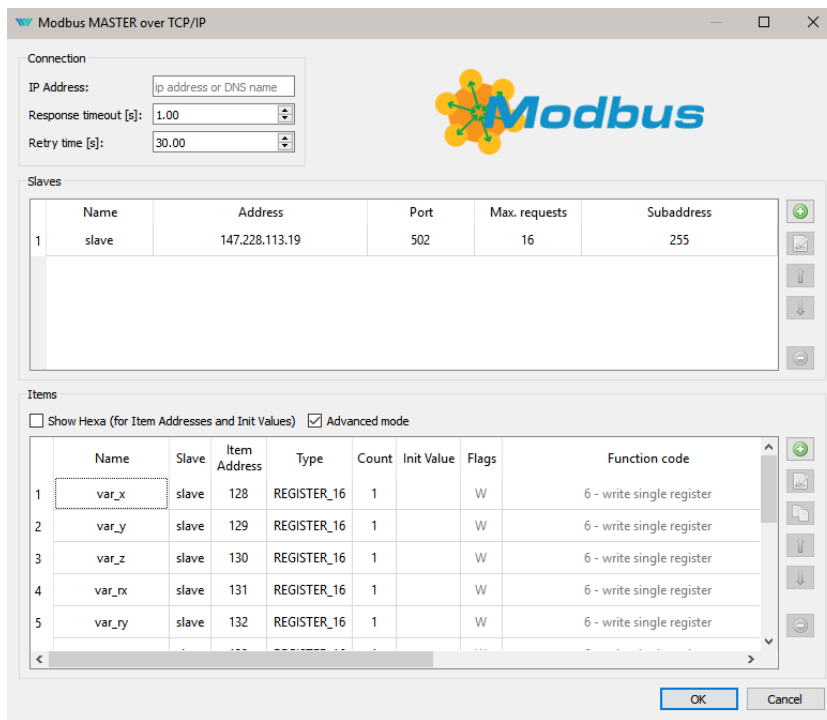 Modbus MASTER over TCP/IP
Connection
IP Address: ip address or DNS name
Response timeout [s]: 1.00
Retry time [s]: 30.00
Modbus
Slaves
Name Address Port Max. requests Subaddress
1 slave 147.228.113.19 502 16 255
Items
Show Hexa (for Item Addresses and Init Values) Advanced mode
Name Slave Item Address Type Count Init Value Flags Function code
1 var_x slave 128 REGISTER_16 1 W 6 - write single register
2 var_y slave 129 REGISTER_16 1 W 6 - write single register
3 var_z slave 130 REGISTER_16 1 W 6 - write single register
4 var_rx slave 131 REGISTER_16 1 W 6 - write single register
5 var_ry slave 132 REGISTER_16 1 W 6 - write single register
OK Cancel